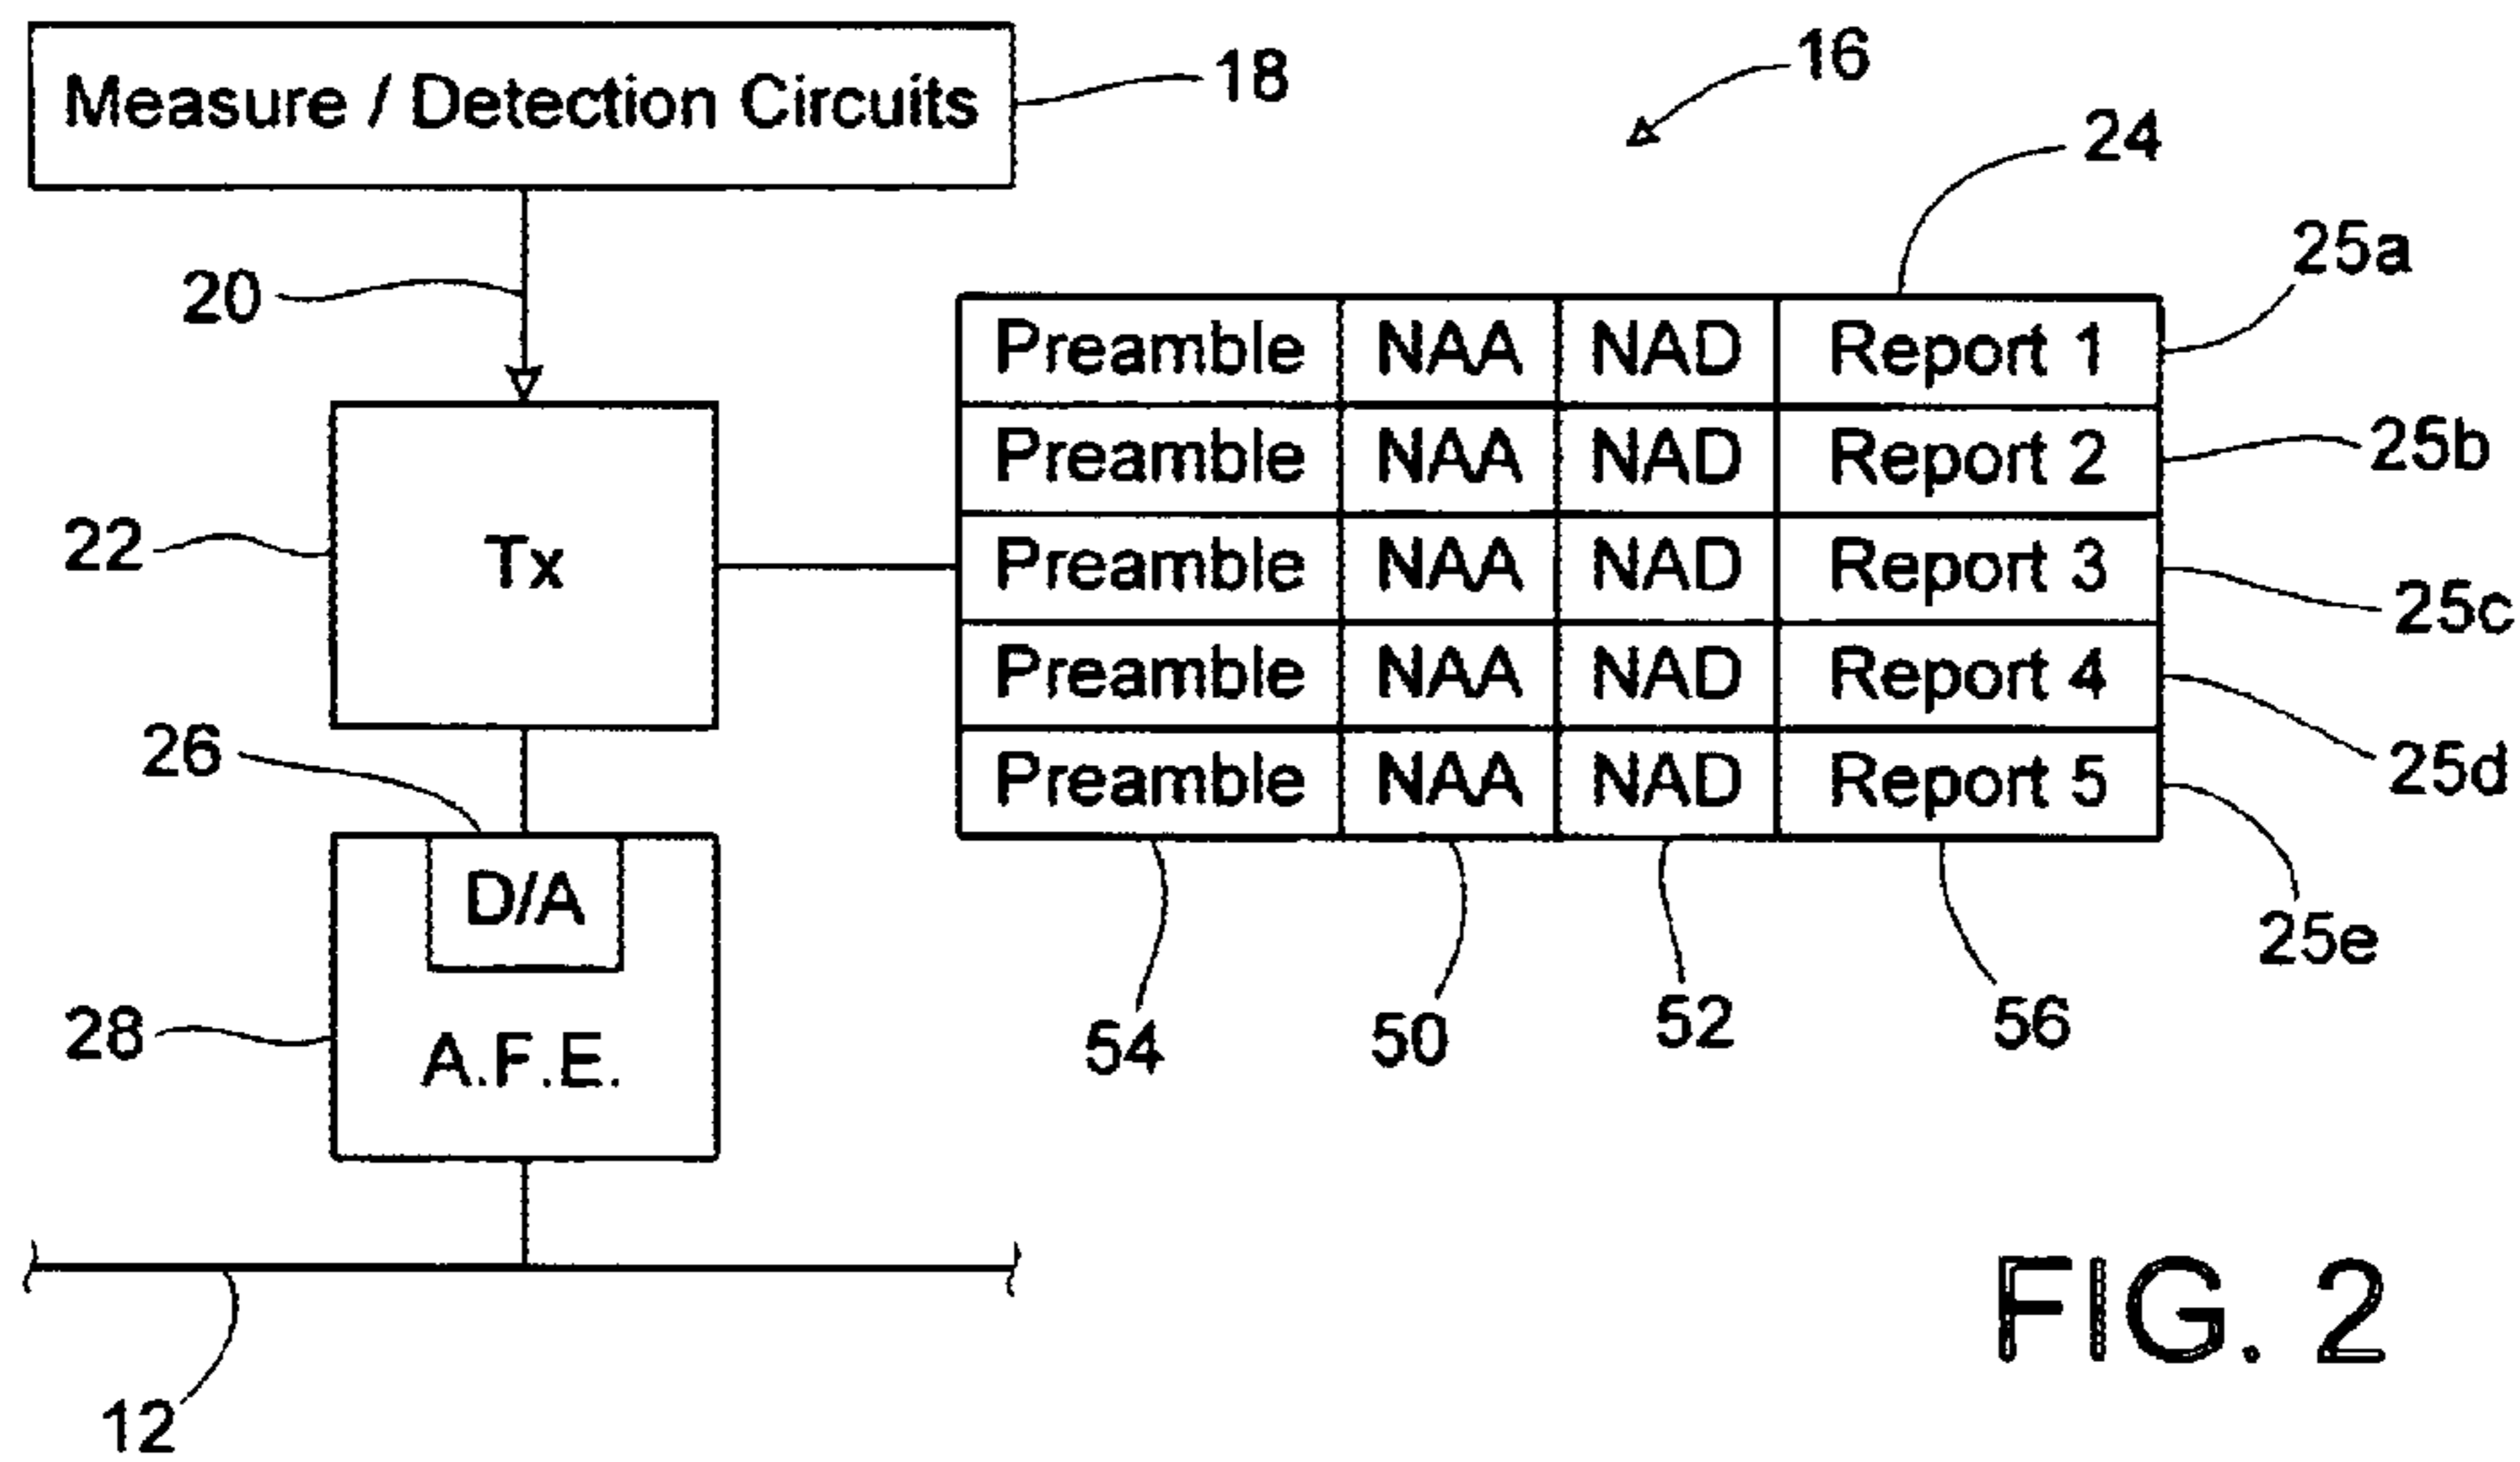 Measure / Detection Circuits
18
16
24
25a
20
Preamble NAA NAD Report 1
25b
Preamble NAA NAD Report 2
22
Tx
Preamble NAA NAD Report 3
25c
Preamble NAA NAD Report 4
26
25d
Preamble NAA NAD Report 5
D/A
25e
28
A.F.E.
54
50
52
56
12
FIG. 2